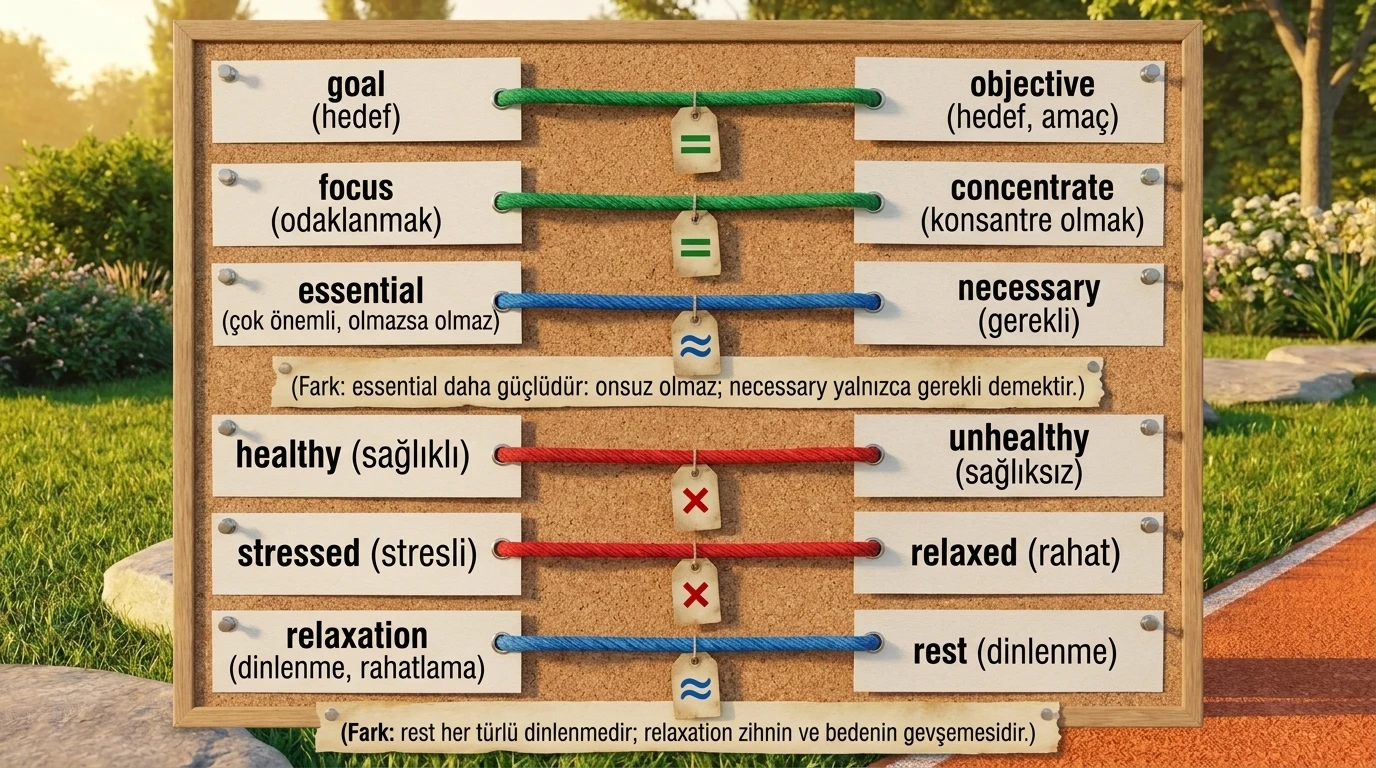 goal
(hedef)
=
objective
(hedef, amaç)
focus
(odaklanmak)
=
concentrate
(konsantre olmak)
essential
(çok önemli, olmazsa olmaz)
≈
necessary
(gerekli)
(Fark: essential daha güçlüdür: onsuz olmaz; necessary yalnızca gerekli demektir.)
healthy (sağlıklı)
×
unhealthy
(sağlıksız)
stressed (stresli)
×
relaxed (rahat)
relaxation
(dinlenme, rahatlama)
≈
rest (dinlenme)
(Fark: rest her türlü dinlenmedir; relaxation zihnin ve bedenin gevşemesidir.)